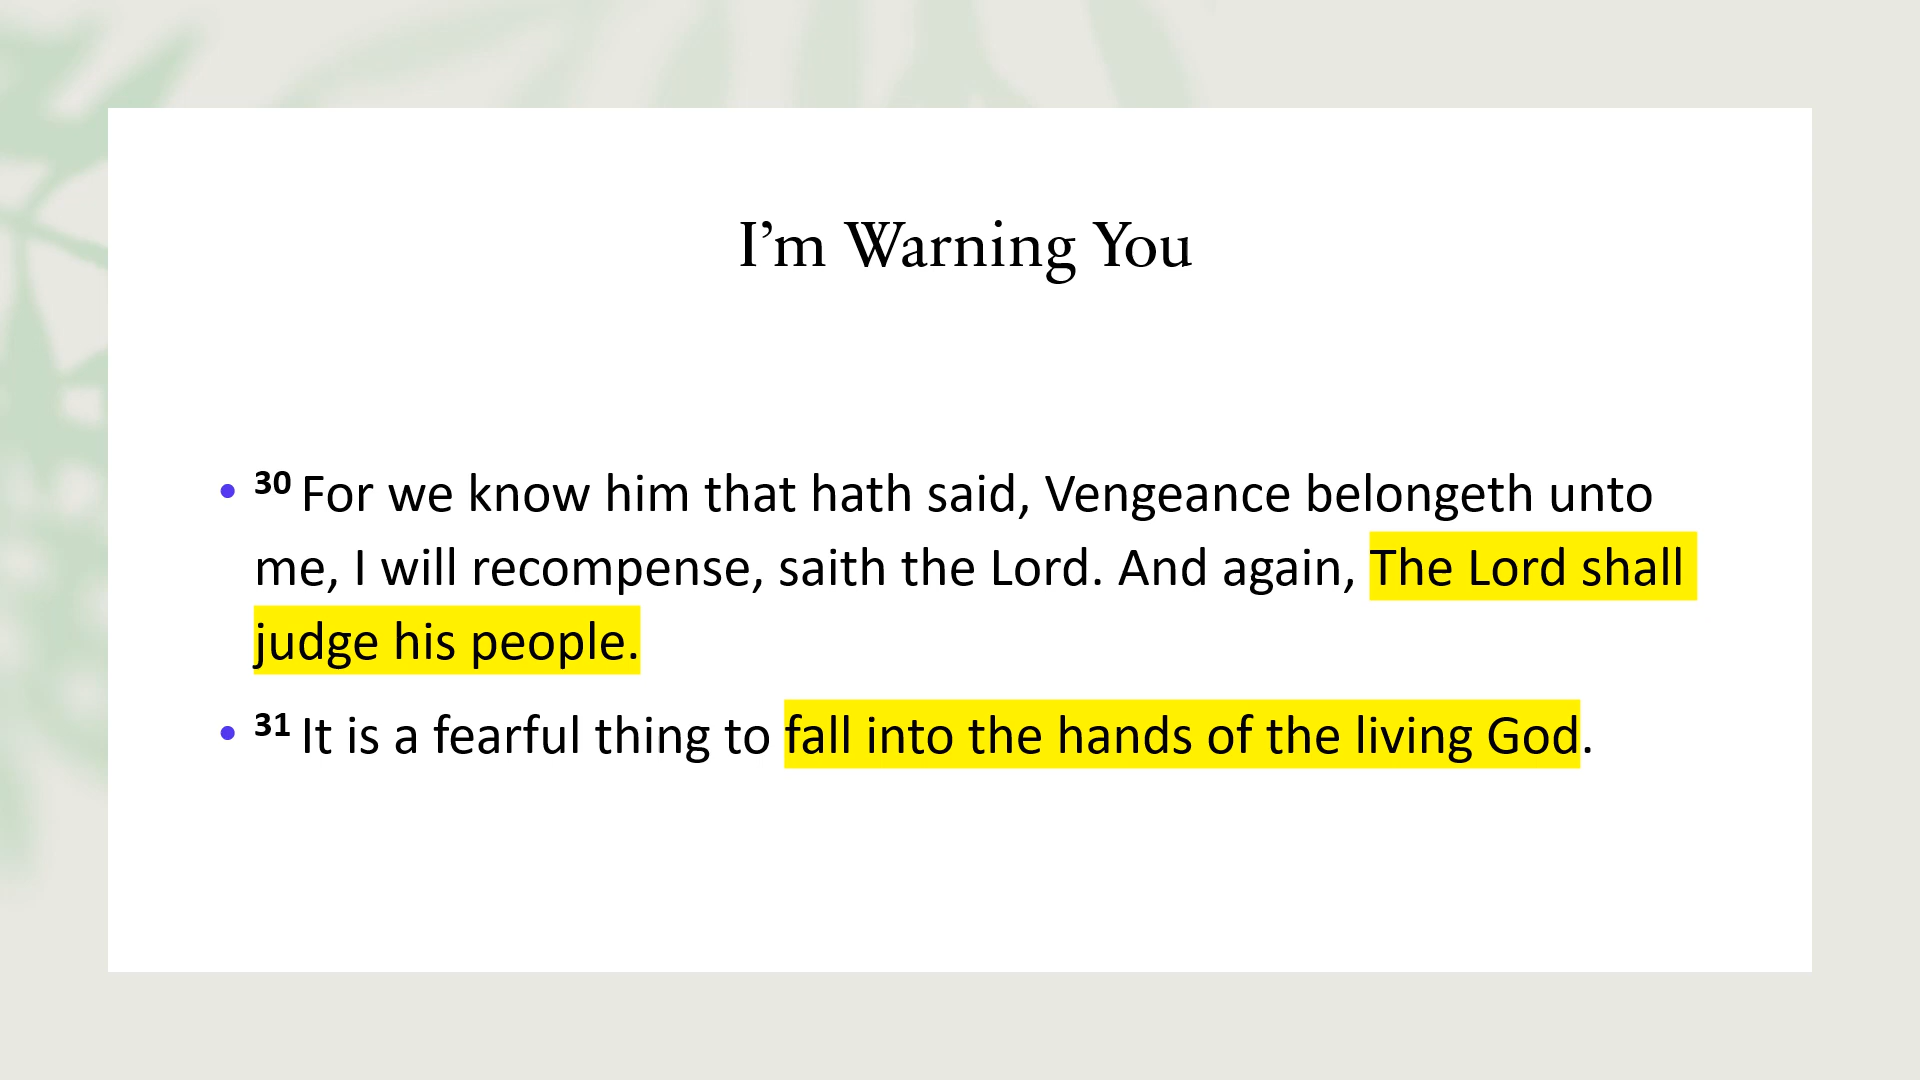 I’m Warning You
• 30 For we know him that hath said, Vengeance belongeth unto
me, I will recompense, saith the Lord. And again, The Lord shall
judge his people.
• 31 It is a fearful thing to fall into the hands of the living God.